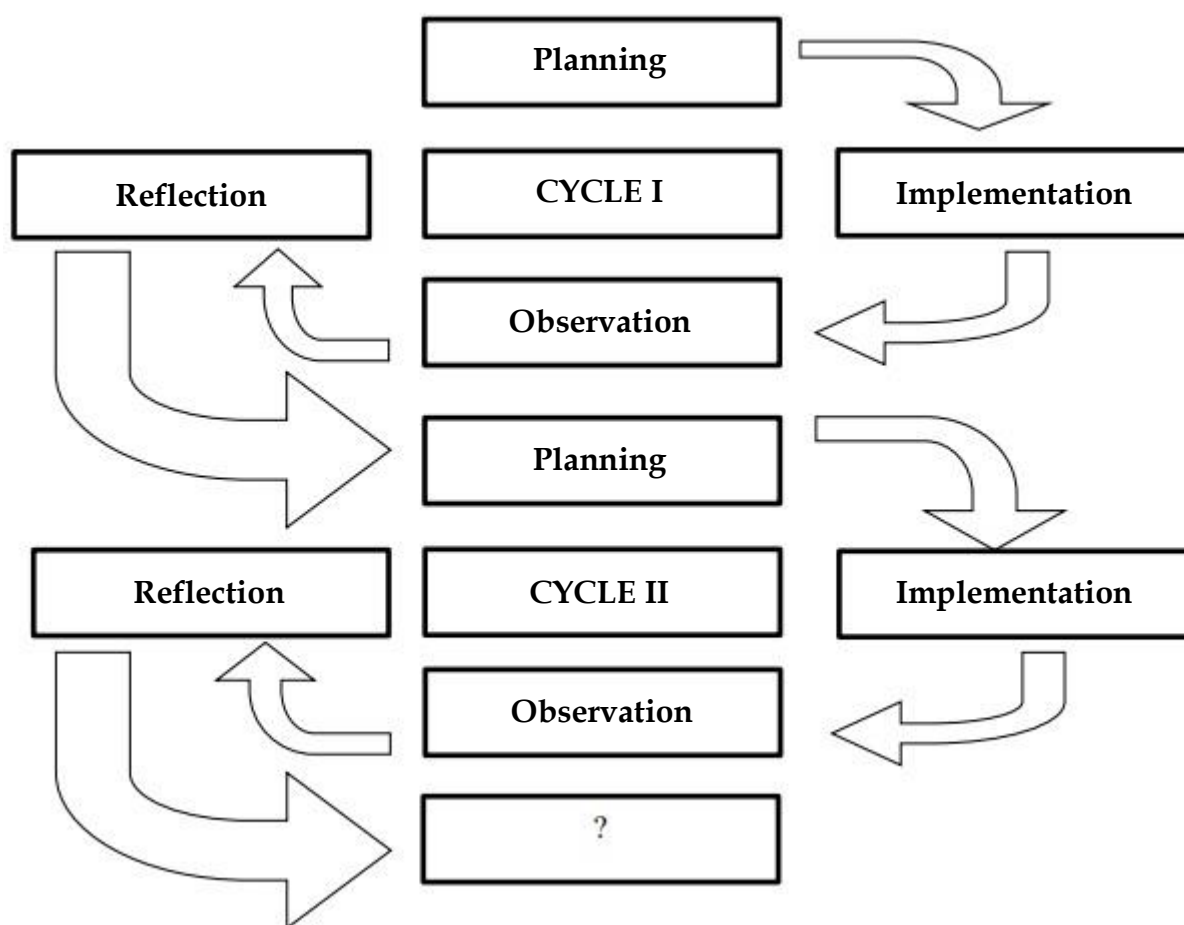 Planning
Reflection
CYCLE I
Implementation
Observation
Planning
Reflection
CYCLE II
Implementation
Observation
?